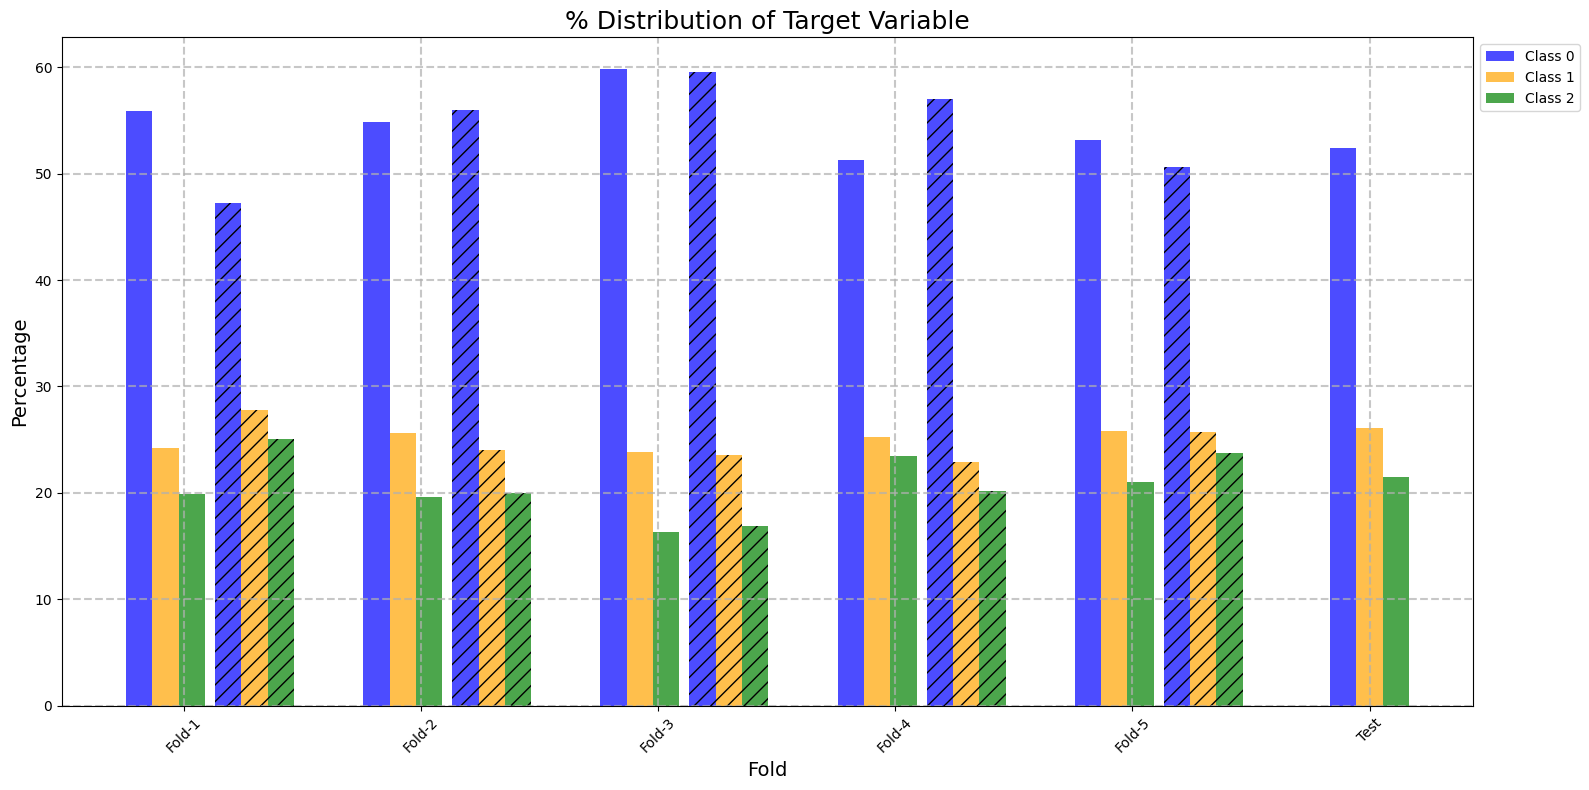 % Distribution of Target Variable
Class 0
Class 1
Class 2
Percentage
60
50
40
30
20
10
0
Fold-1
Fold-2
Fold-3
Fold-4
Fold-5
Test
Fold